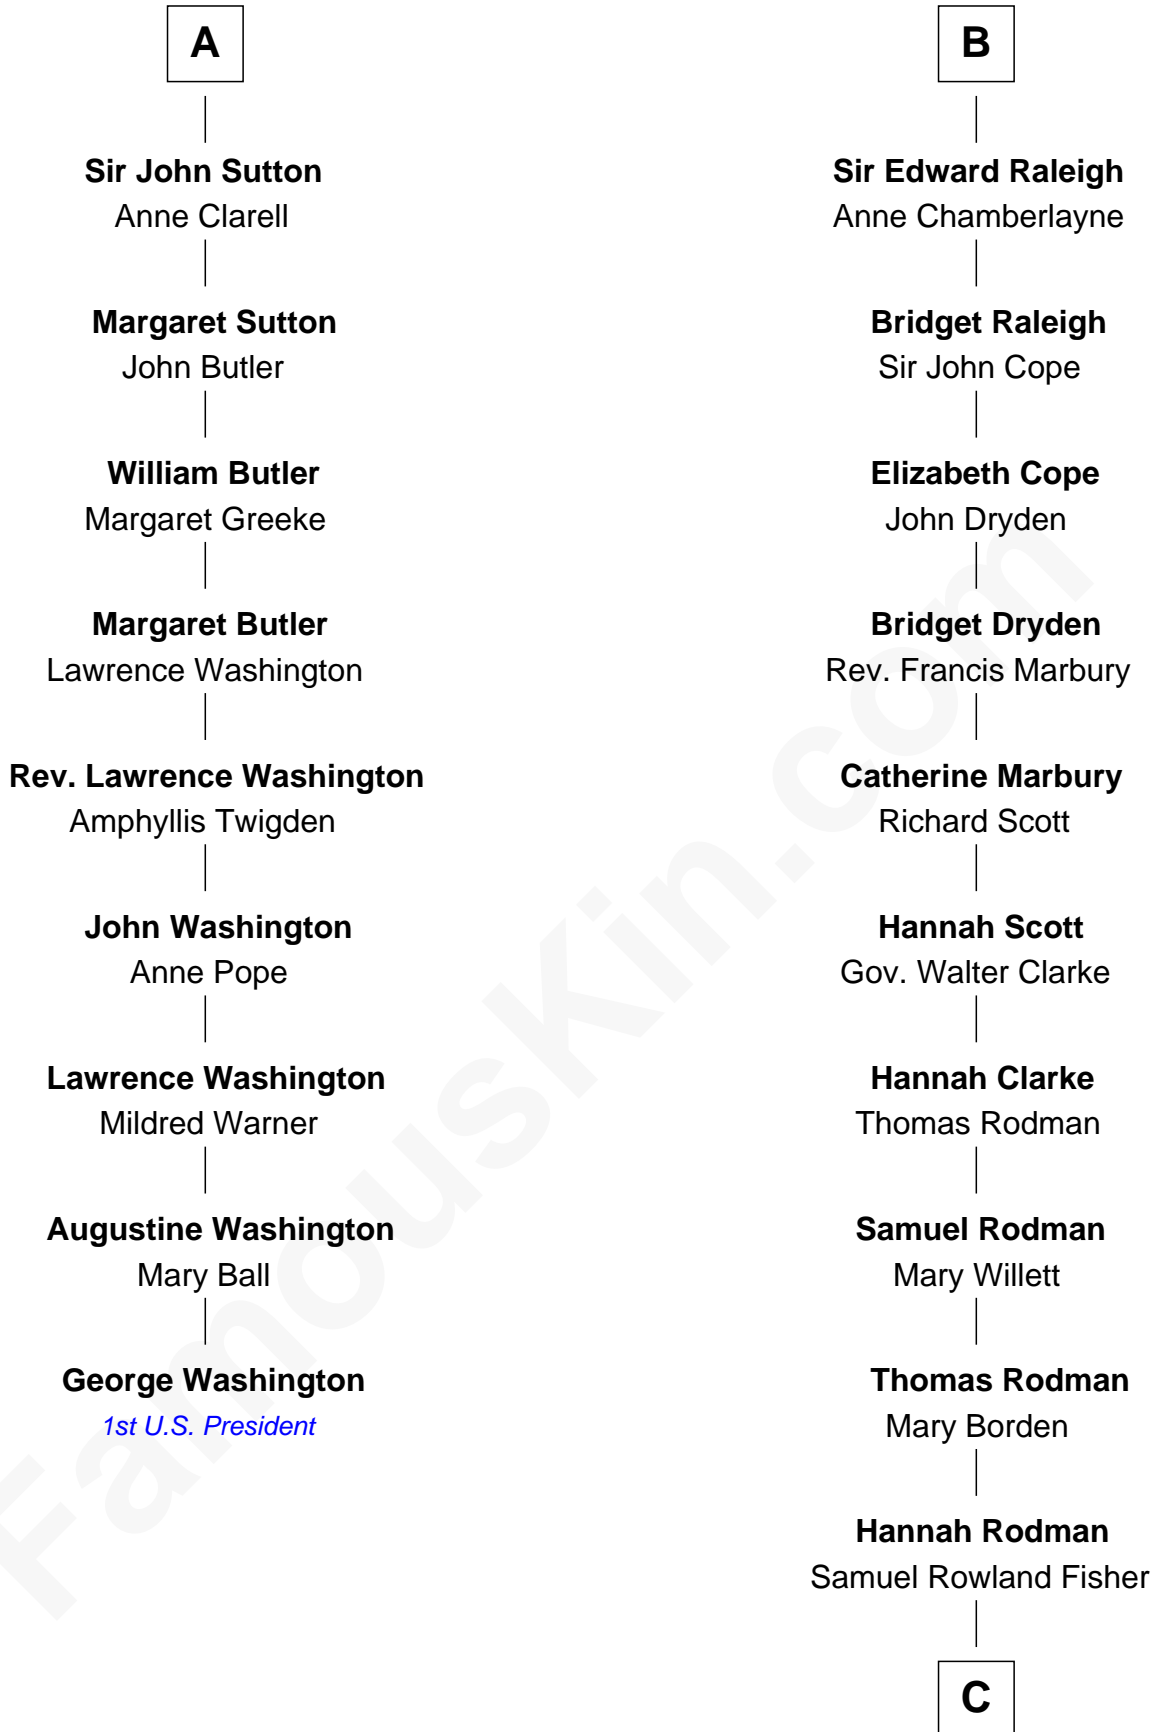 A
Sir John Sutton
Anne Clarell
Margaret Sutton
John Butler
William Butler
Margaret Greeke
Margaret Butler
Lawrence Washington
Rev. Lawrence Washington
Amphyllis Twigden
John Washington
Anne Pope
Lawrence Washington
Mildred Warner
Augustine Washington
Mary Ball
George Washington
1st U.S. President
B
Sir Edward Raleigh
Anne Chamberlayne
Bridget Raleigh
Sir John Cope
Elizabeth Cope
John Dryden
Bridget Dryden
Rev. Francis Marbury
Catherine Marbury
Richard Scott
Hannah Scott
Gov. Walter Clarke
Hannah Clarke
Thomas Rodman
Samuel Rodman
Mary Willett
Thomas Rodman
Mary Borden
Hannah Rodman
Samuel Rowland Fisher
C
FamousKin.com